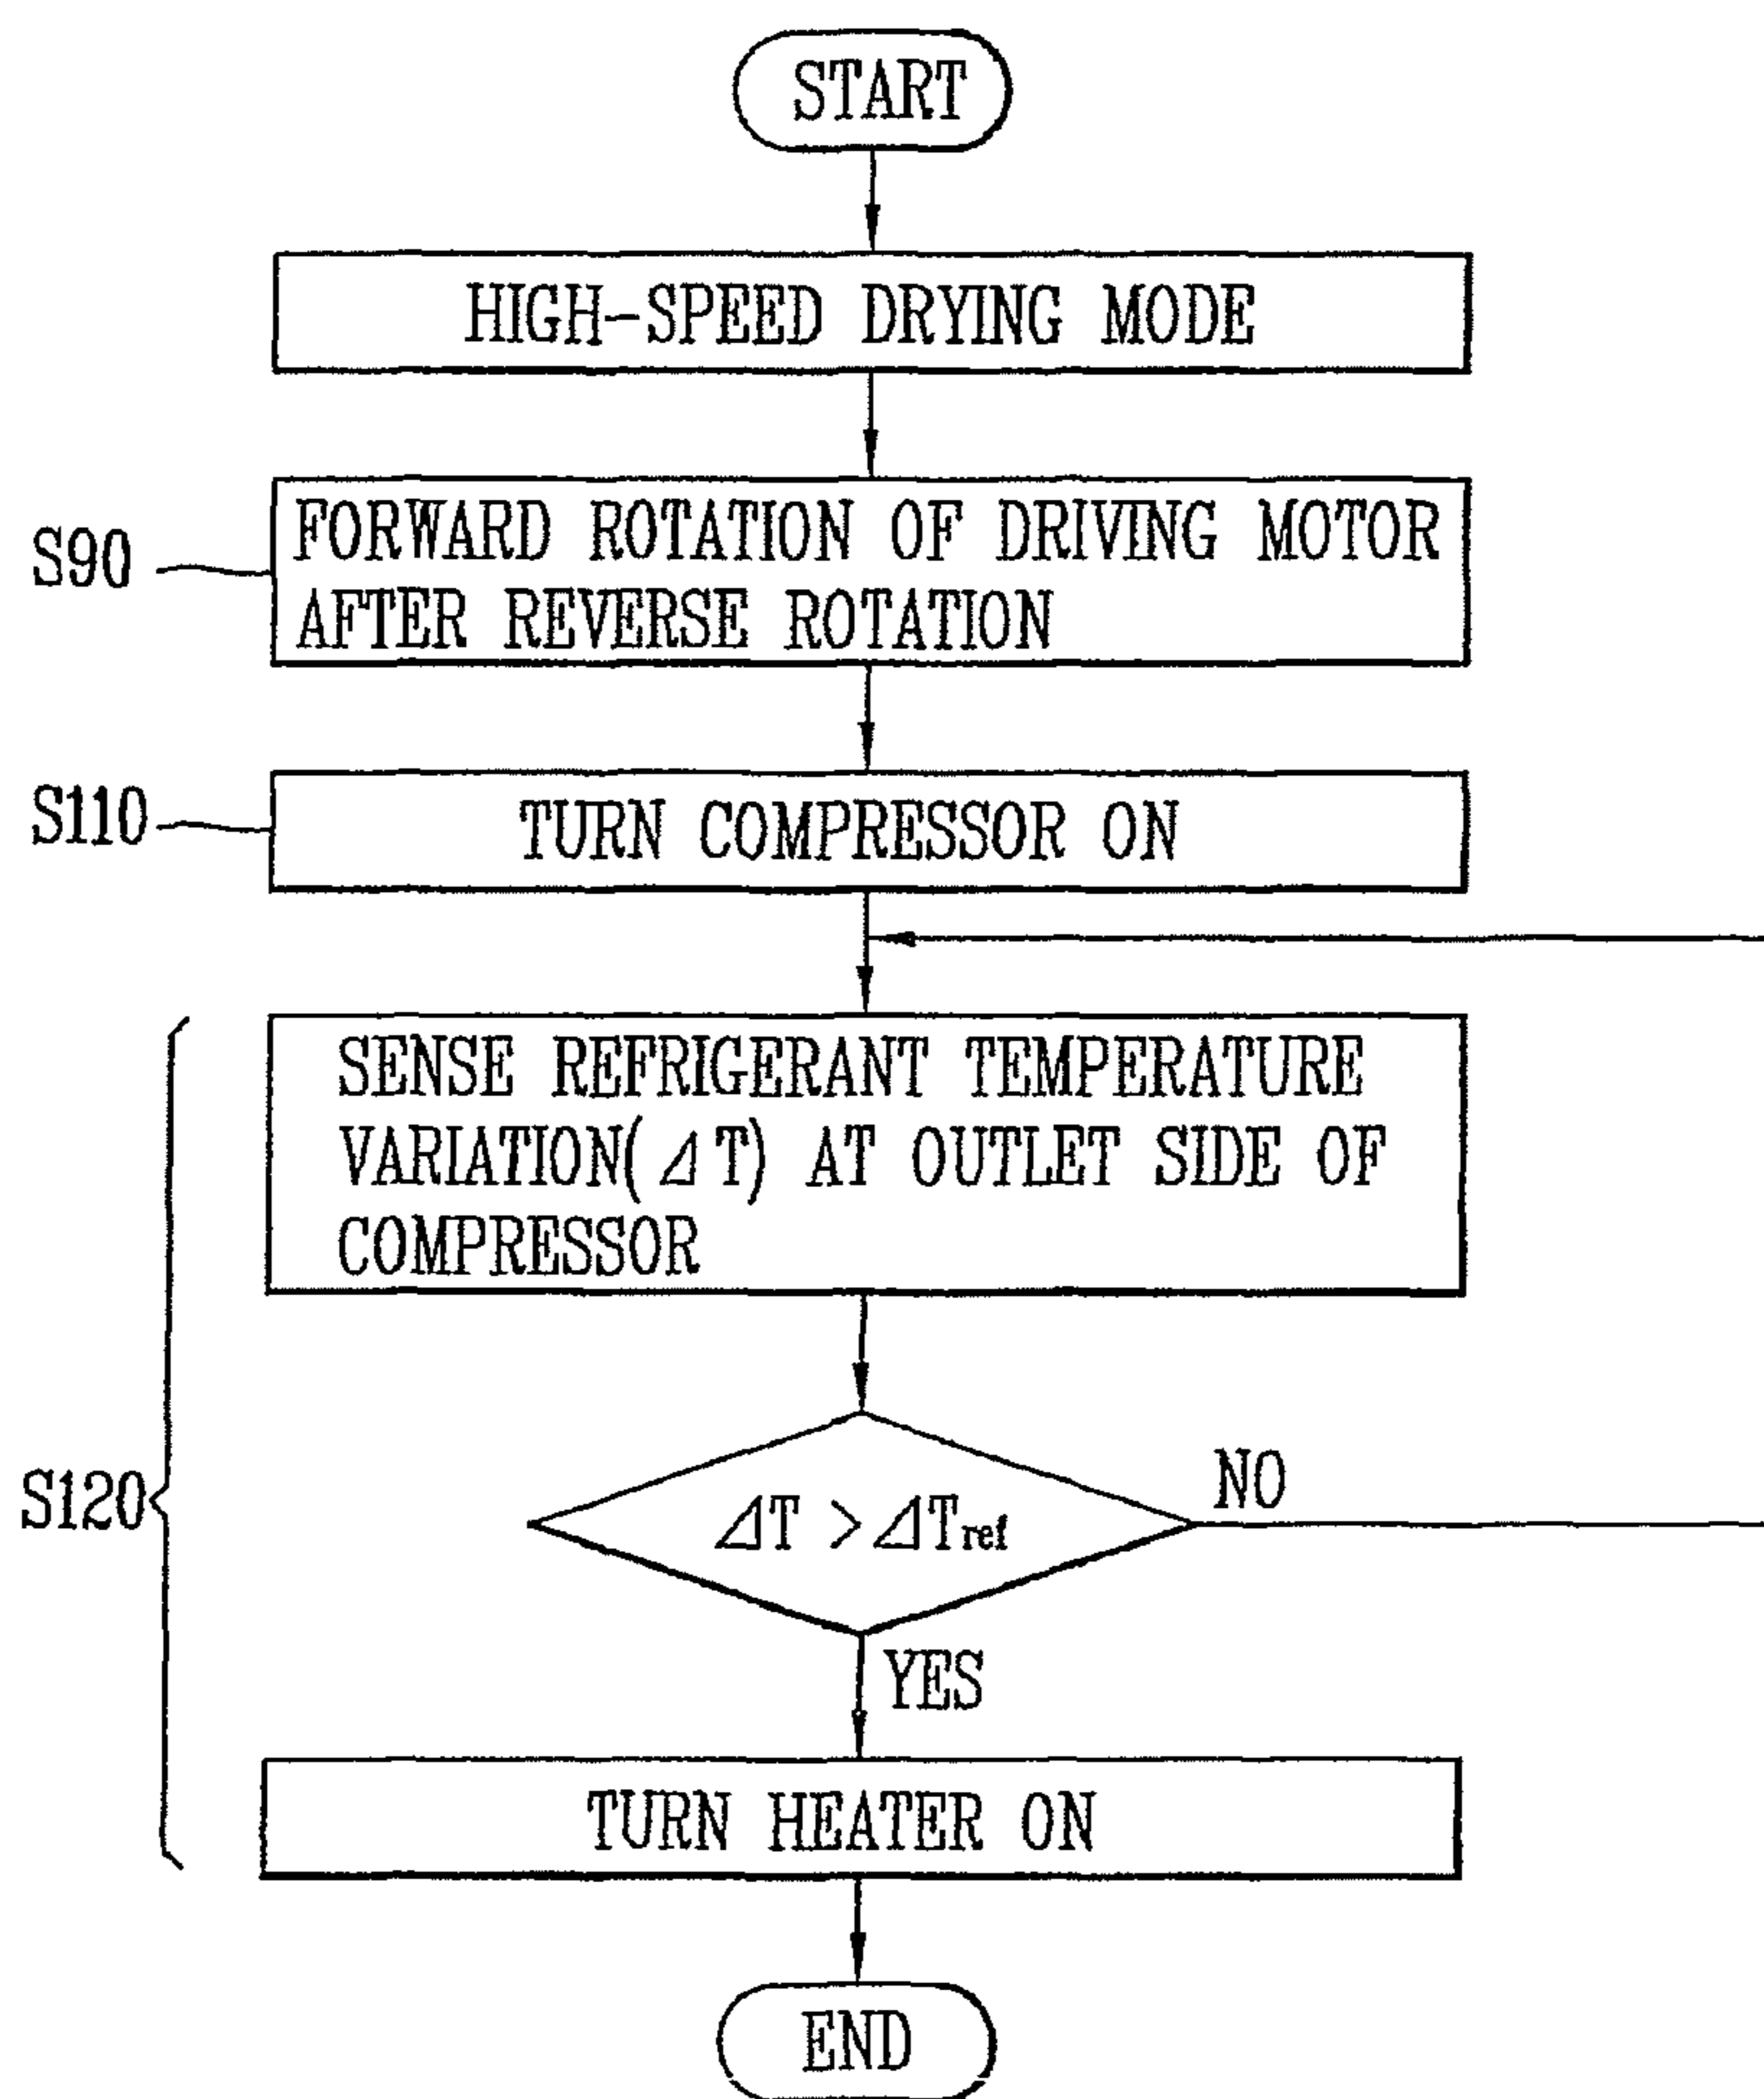 START
HIGH-SPEED DRYING MODE
S90
FORWARD ROTATION OF DRIVING MOTOR
AFTER REVERSE ROTATION
S110
TURN COMPRESSOR ON
SENSE REFRIGERANT TEMPERATURE
VARIATION(⊿T) AT OUTLET SIDE OF
COMPRESSOR
S120
⊿T >⊿Tref
NO
YES
TURN HEATER ON
END